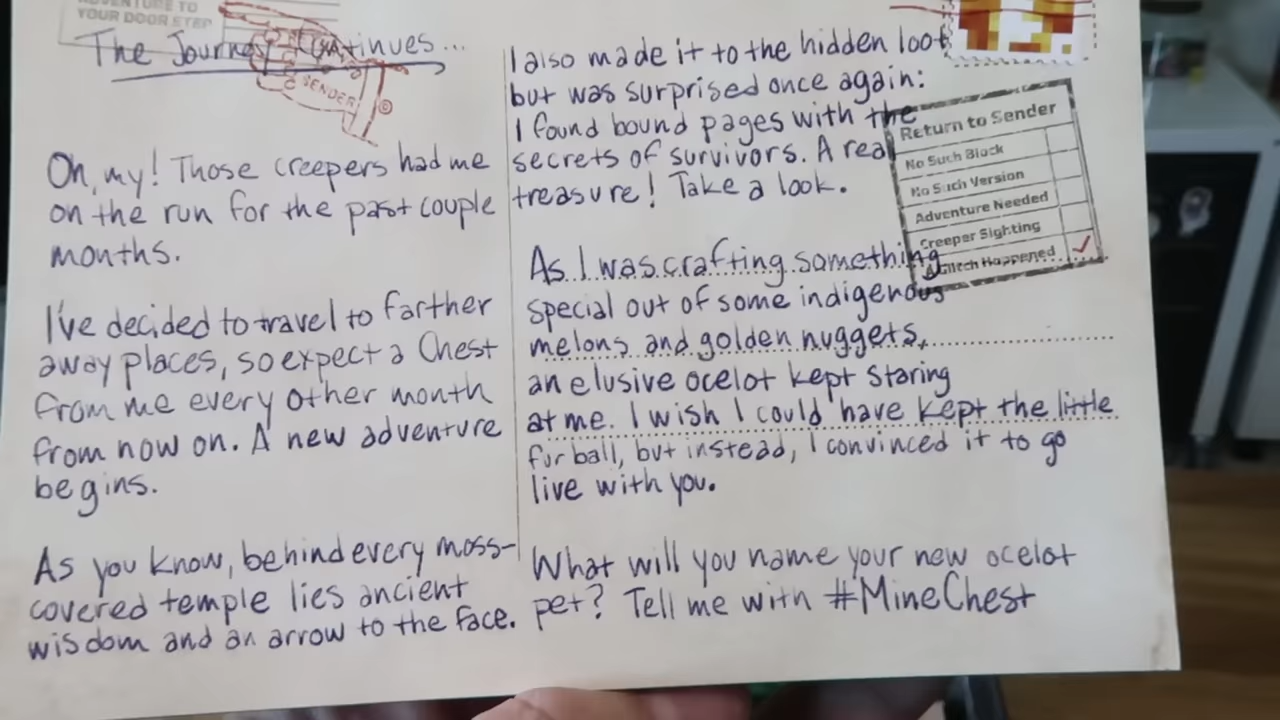 ADVENTURE TO
YOUR DOOR STEP
The Journey Continues...
SENDER
Oh, my! Those creepers had me
on the run for the past couple
months.
I've decided to travel to farther
away places, so expect a Chest
from me every other month
from now on. A new adventure
begins.
As you know, behind every moss-
covered temple lies ancient
wisdom and an arrow to the face.
I also made it to the hidden loot
but was surprised once again:
I found bound pages with the
secrets of survivors. A real
treasure! Take a look.
As I was crafting something
special out of some indigenous
melons and golden nuggets,
an elusive ocelot kept staring
at me. I wish I could have kept the little
fur ball, but instead, I convinced it to go
live with you.
What will you name your new ocelot
pet? Tell me with #MineChest
Return to Sender
No Such Block
No Such Version
Adventure Needed
Creeper Sighting
A Glitch Happened